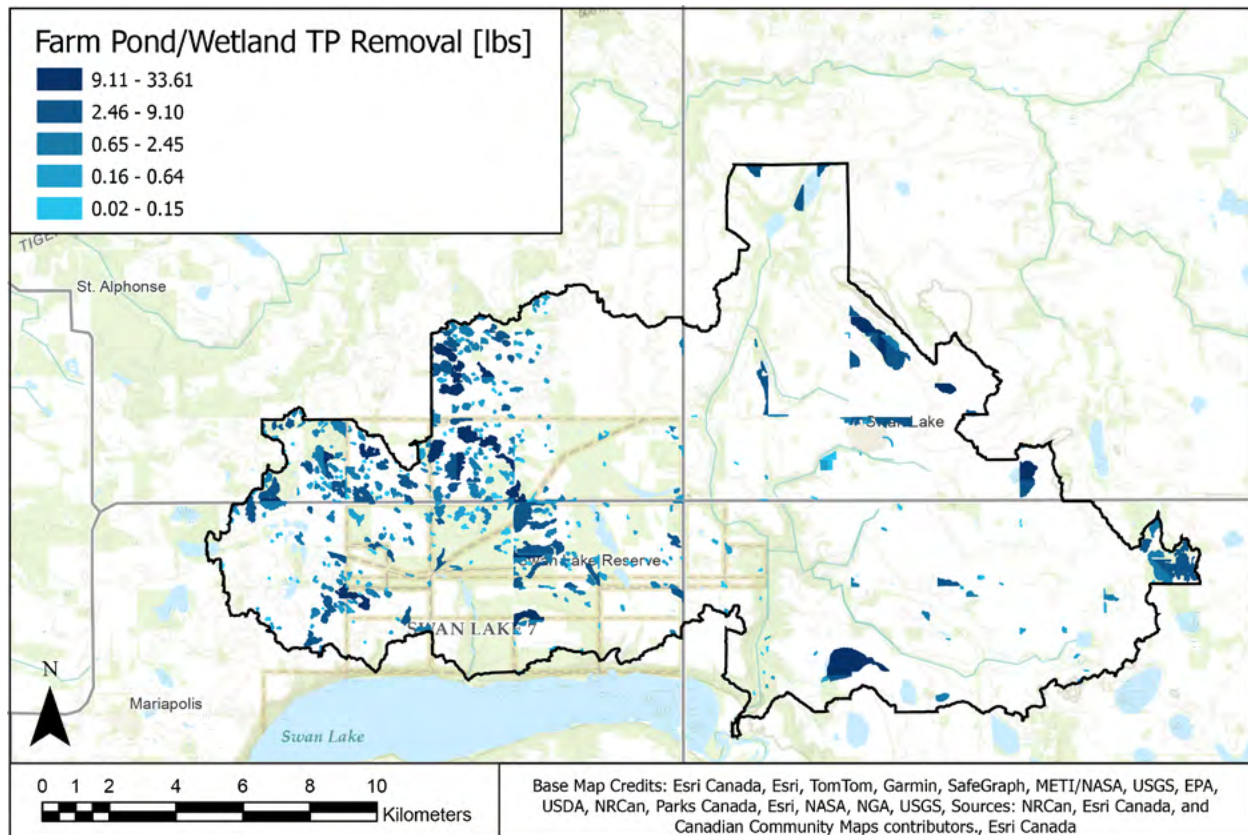 Farm Pond/Wetland TP Removal [lbs]
9.11 - 33.61
2.46 - 9.10
0.65 - 2.45
0.16 - 0.64
0.02 - 0.15
St. Alphonse
Swan Lake
Swan Lake Reserve
SWAN LAKE 7
N
Mariapolis
Swan Lake
0 1 2 4 6 8 10
Kilometers
Base Map Credits: Esri Canada, Esri, TomTom, Garmin, SafeGraph, METI/NASA, USGS, EPA,
USDA, NRCan, Parks Canada, Esri, NASA, NGA, USGS, Sources: NRCan, Esri Canada, and
Canadian Community Maps contributors., Esri Canada